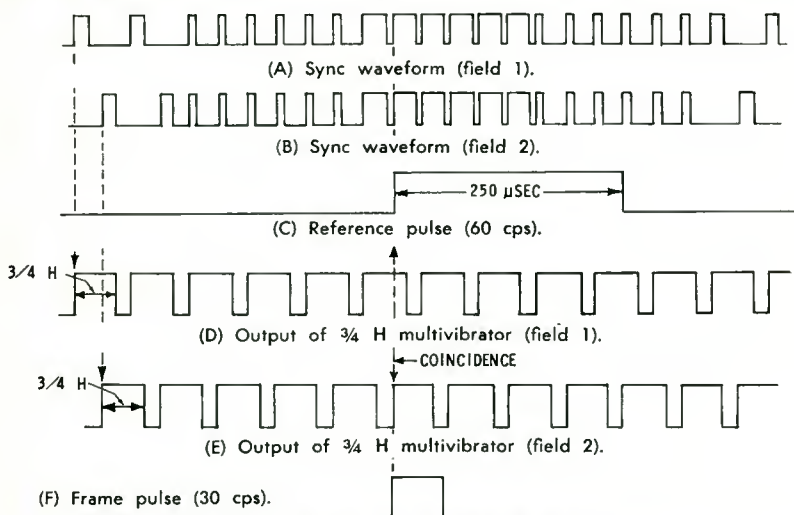 (A) Sync waveform (field 1).
(B) Sync waveform (field 2).
250 µSEC
(C) Reference pulse (60 cps).
3/4 H
(D) Output of ¾ H multivibrator (field 1).
COINCIDENCE
3/4 H
(E) Output of ¾ H multivibrator (field 2).
(F) Frame pulse (30 cps).